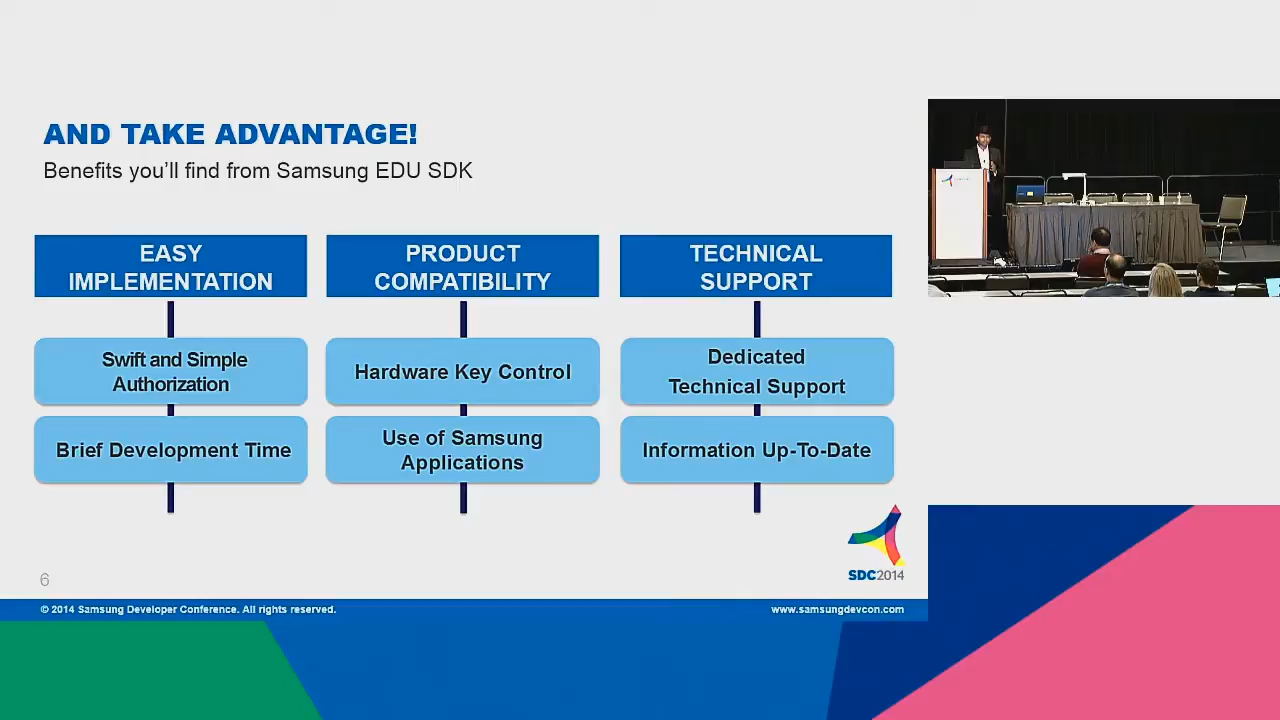 AND TAKE ADVANTAGE!
Benefits you'll find from Samsung EDU SDK
EASY
IMPLEMENTATION
Swift and Simple
Authorization
Brief Development Time
PRODUCT
COMPATIBILITY
Hardware Key Control
Use of Samsung
Applications
TECHNICAL
SUPPORT
Dedicated
Technical Support
Information Up-To-Date
SDC2014
6
© 2014 Samsung Developer Conference. All rights reserved.
www.samsungdevcon.com